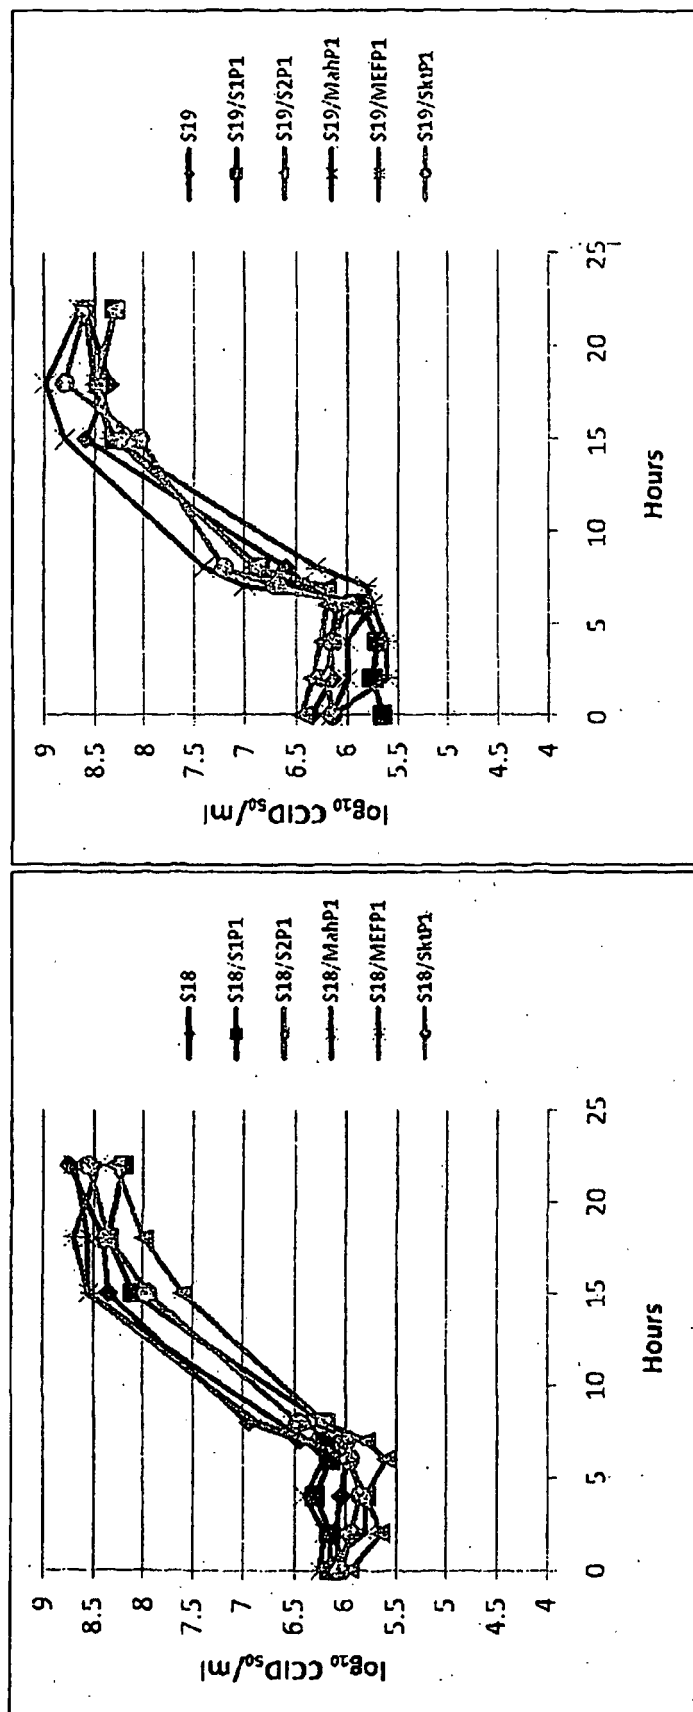 9
8.5
8
7.5
7
6.5
6
5.5
5
4.5
4
log₁₀ CCID₅₀/ml
0
5
10
15
20
25
Hours
S18
S18/S1P1
S18/S2P1
S18/MahP1
S18/MEFP1
S18/SktP1
9
8.5
8
7.5
7
6.5
6
5.5
5
4.5
4
log₁₀ CCID₅₀/ml
0
5
10
15
20
25
Hours
S19
S19/S1P1
S19/S2P1
S19/MahP1
S19/MEFP1
S19/SktP1